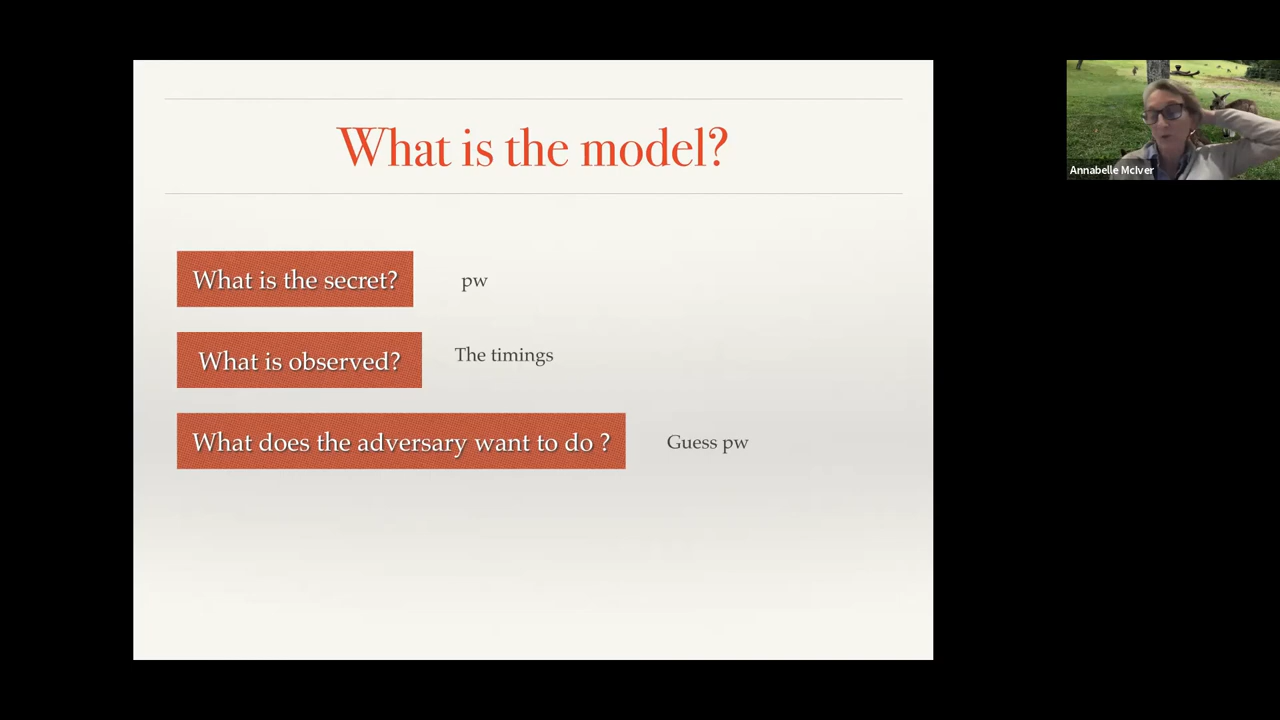 What is the model?
What is the secret?
pw
What is observed?
The timings
What does the adversary want to do ?
Guess pw
Annabelle McIver